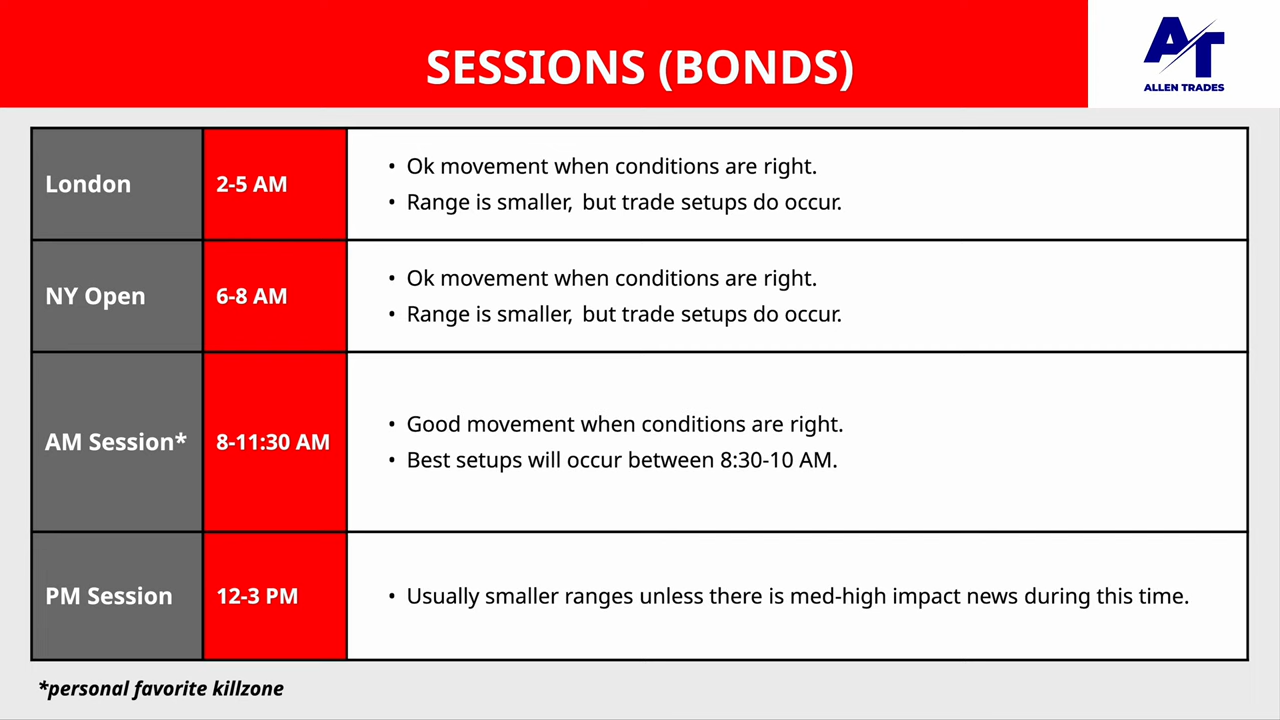 SESSIONS (BONDS)
AT
ALLEN TRADES
London
2-5 AM
• Ok movement when conditions are right.
• Range is smaller, but trade setups do occur.
NY Open
6-8 AM
• Ok movement when conditions are right.
• Range is smaller, but trade setups do occur.
AM Session*
8-11:30 AM
• Good movement when conditions are right.
• Best setups will occur between 8:30-10 AM.
PM Session
12-3 PM
• Usually smaller ranges unless there is med-high impact news during this time.
*personal favorite killzone